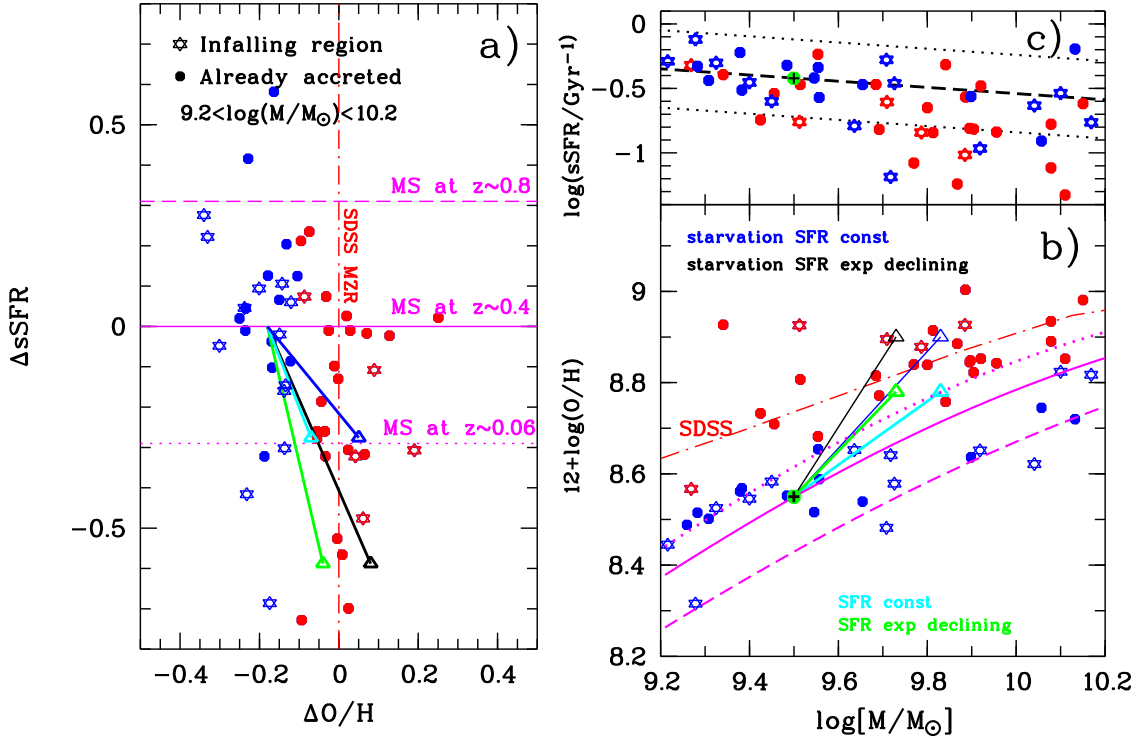 a)
Infalling region
Already accreted
9.2<log(M/M⊙)<10.2
MS at z~0.8
SDSS MZR
MS at z~0.4
MS at z~0.06
0.5
0
−0.5
ΔsSFR
−0.4
−0.2
0
0.2
0.4
ΔO/H
c)
0
−0.5
−1
log(sSFR/Gyr⁻¹)
b)
starvation SFR const
starvation SFR exp declining
SDSS
SFR const
SFR exp declining
9
8.8
8.6
8.4
8.2
12+log(O/H)
9.2
9.4
9.6
9.8
10
10.2
log[M/M⊙]